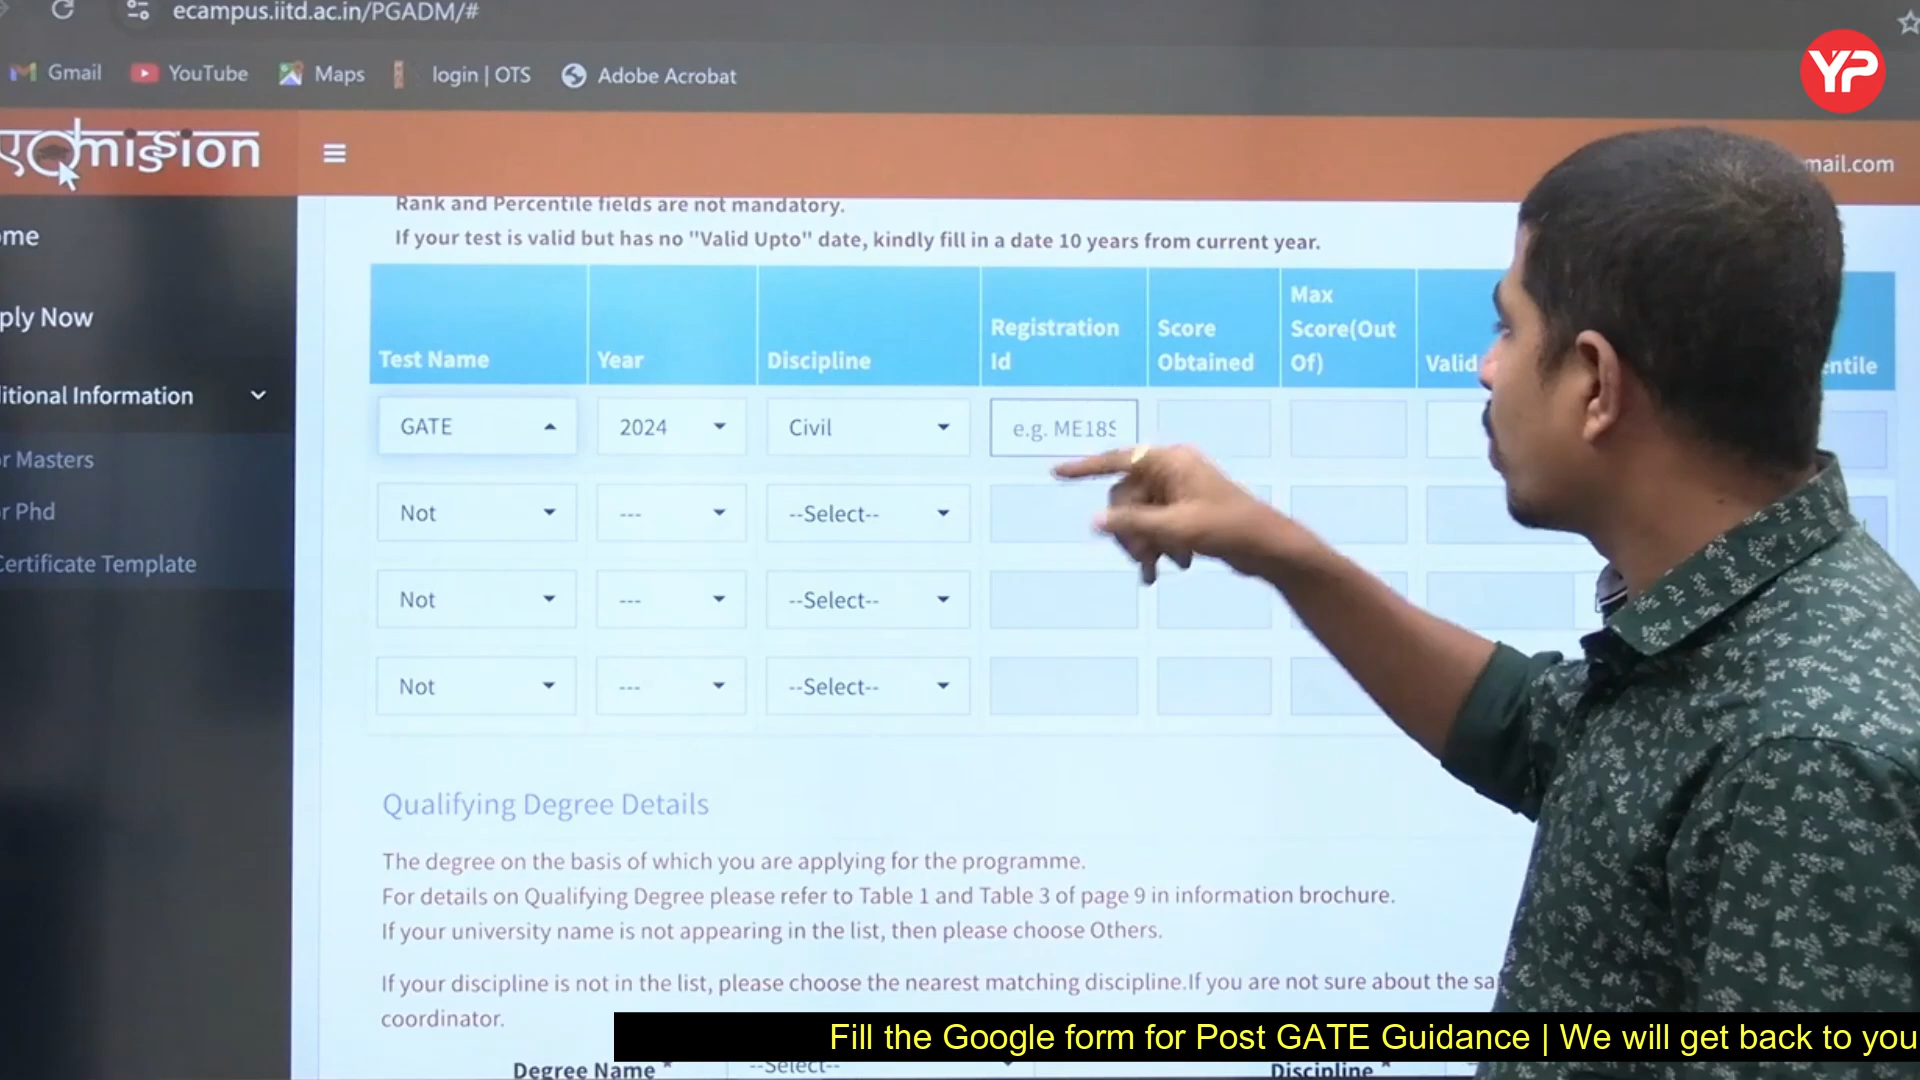 ecampus.iitd.ac.in/PGADM/#
Gmail YouTube Maps login | OTS Adobe Acrobat
YP
एdmission
mail.com
Rank and Percentile fields are not mandatory.
If your test is valid but has no "Valid Upto" date, kindly fill in a date 10 years from current year.
Apply Now
For Masters
For Phd
Certificate Template
Test Name Year Discipline Registration Id Score Obtained Max Score(Out Of) Valid
GATE 2024 Civil e.g. ME18S
Not --- --Select--
Not --- --Select--
Not --- --Select--
Qualifying Degree Details
The degree on the basis of which you are applying for the programme.
For details on Qualifying Degree please refer to Table 1 and Table 3 of page 9 in information brochure.
If your university name is not appearing in the list, then please choose Others.
If your discipline is not in the list, please choose the nearest matching discipline.If you are not sure about the sa
coordinator.
Fill the Google form for Post GATE Guidance | We will get back to you
Degree Name * --Select-- Discipline *